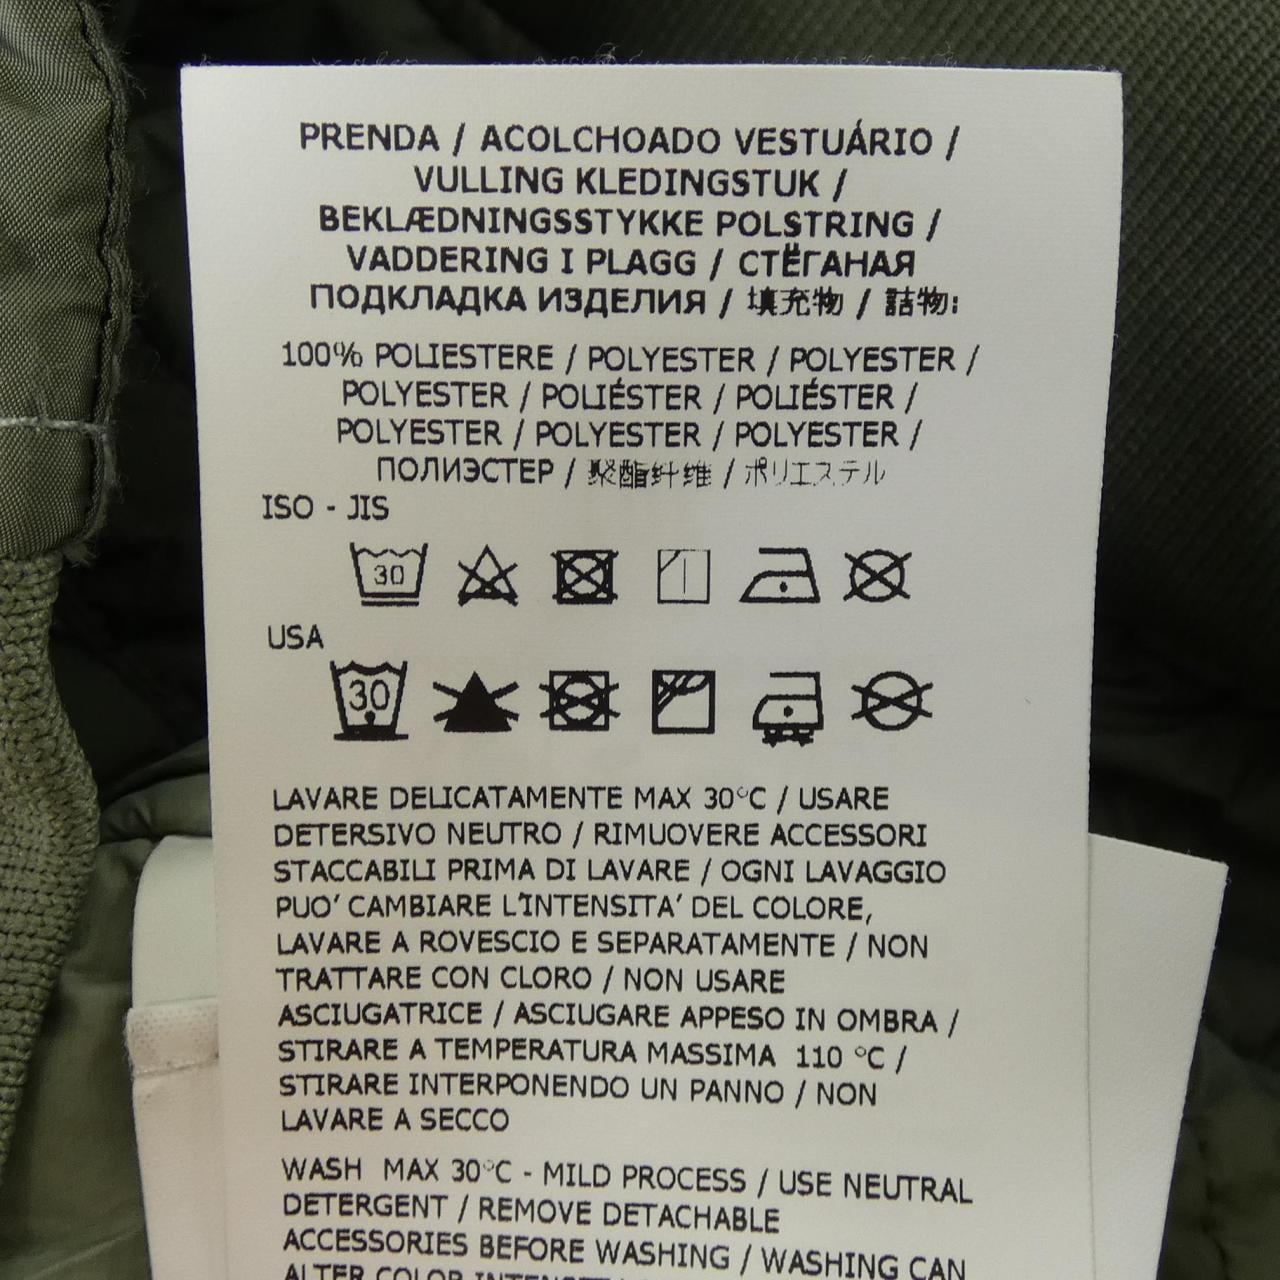 PRENDA / ACOLCHOADO VESTUÁRIO /
VULLING KLEDINGSTUK /
BEKLÆDNINGSSTYKKE POLSTRING /
VADDERING I PLAGG / СТЁГАНАЯ
ПОДКЛАДКА ИЗДЕЛИЯ / 填充物 / 詰物:
100% POLIESTERE / POLYESTER / POLYESTER /
POLYESTER / POLIÉSTER / POLIÉSTER /
POLYESTER / POLYESTER / POLYESTER /
ПОЛИЭСТЕР / 聚酯纤维 / ポリエステル
ISO - JIS
30
USA
30
LAVARE DELICATAMENTE MAX 30°C / USARE
DETERSIVO NEUTRO / RIMUOVERE ACCESSORI
STACCABILI PRIMA DI LAVARE / OGNI LAVAGGIO
PUO' CAMBIARE L'INTENSITA' DEL COLORE,
LAVARE A ROVESCIO E SEPARATAMENTE / NON
TRATTARE CON CLORO / NON USARE
ASCIUGATRICE / ASCIUGARE APPESO IN OMBRA /
STIRARE A TEMPERATURA MASSIMA 110 °C /
STIRARE INTERPONENDO UN PANNO / NON
LAVARE A SECCO
WASH MAX 30°C - MILD PROCESS / USE NEUTRAL
DETERGENT / REMOVE DETACHABLE
ACCESSORIES BEFORE WASHING / WASHING CAN
ALTER COLOR